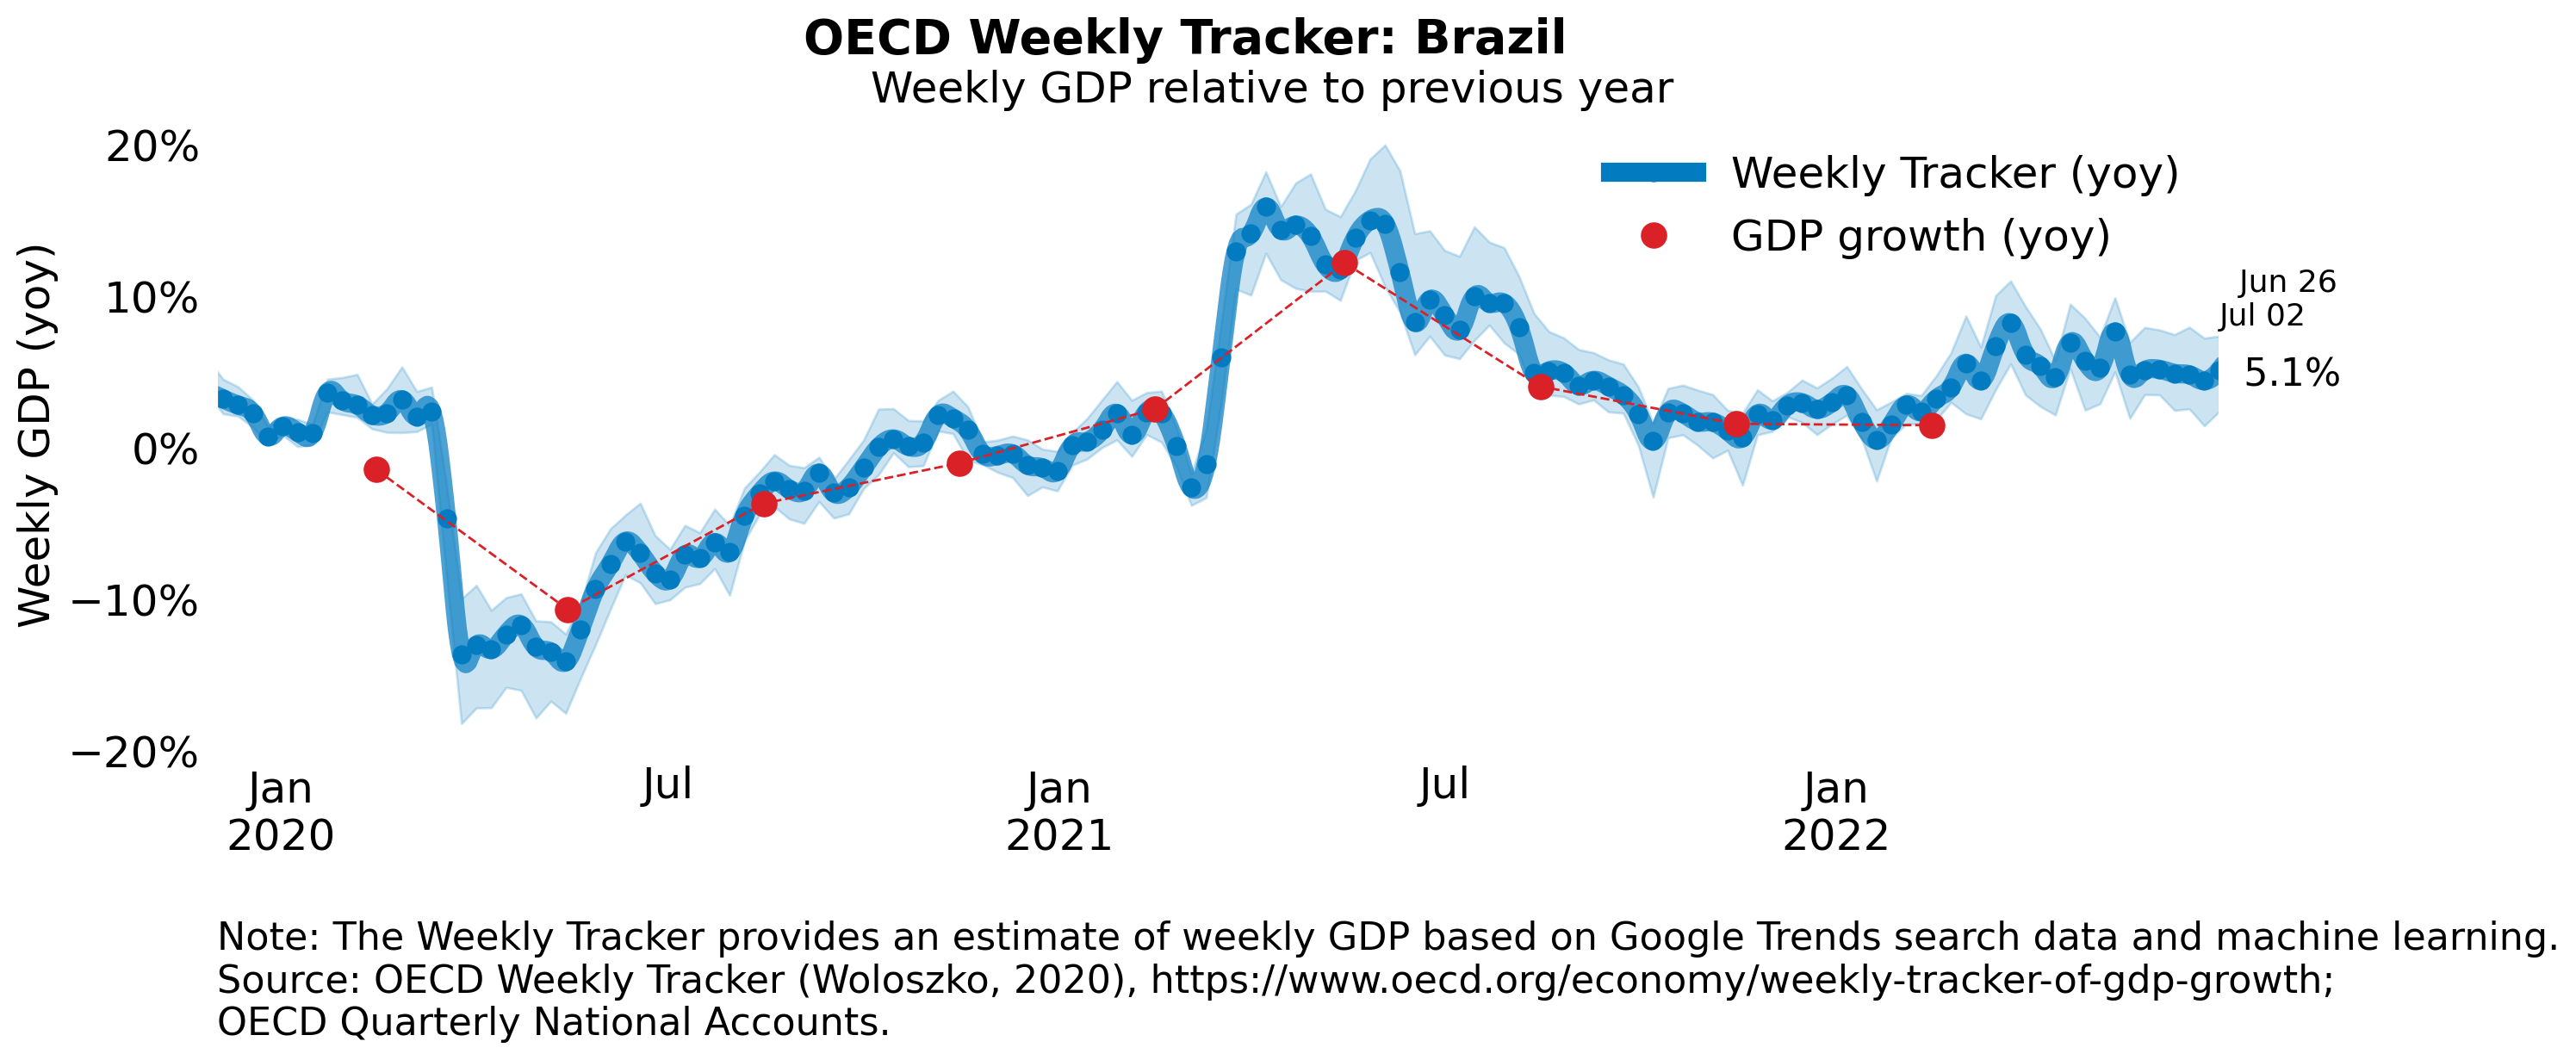 OECD Weekly Tracker: Brazil
Weekly GDP relative to previous year
Weekly GDP (yoy)
20%
10%
0%
−10%
−20%
Weekly Tracker (yoy)
GDP growth (yoy)
Jun 26
Jul 02
5.1%
Jan
2020
Jul
Jan
2021
Jul
Jan
2022
Note: The Weekly Tracker provides an estimate of weekly GDP based on Google Trends search data and machine learning.
Source: OECD Weekly Tracker (Woloszko, 2020), https://www.oecd.org/economy/weekly-tracker-of-gdp-growth;
OECD Quarterly National Accounts.